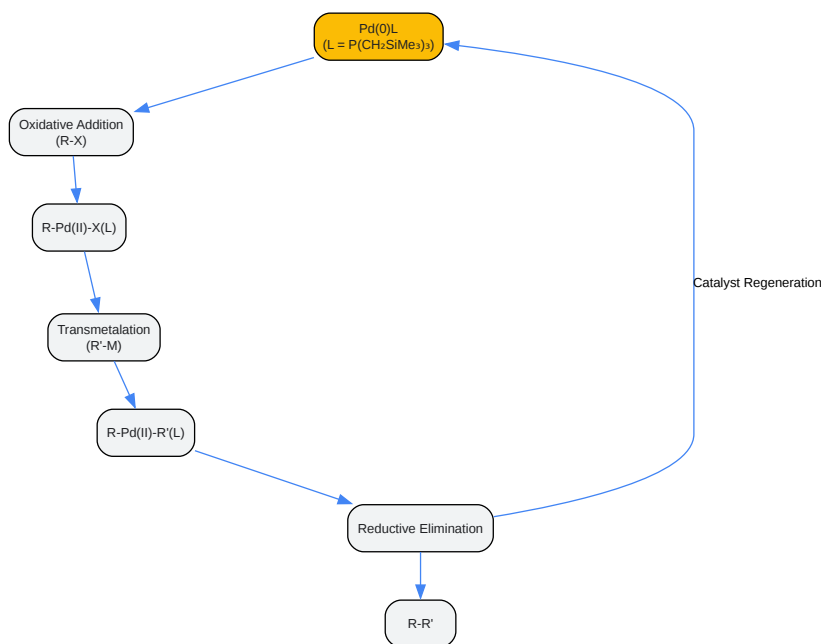 Pd(0)L
(L = P(CH₂SiMe₃)₃)
Oxidative Addition
(R-X)
R-Pd(II)-X(L)
Catalyst Regeneration
Transmetalation
(R'-M)
R-Pd(II)-R'(L)
Reductive Elimination
R-R'